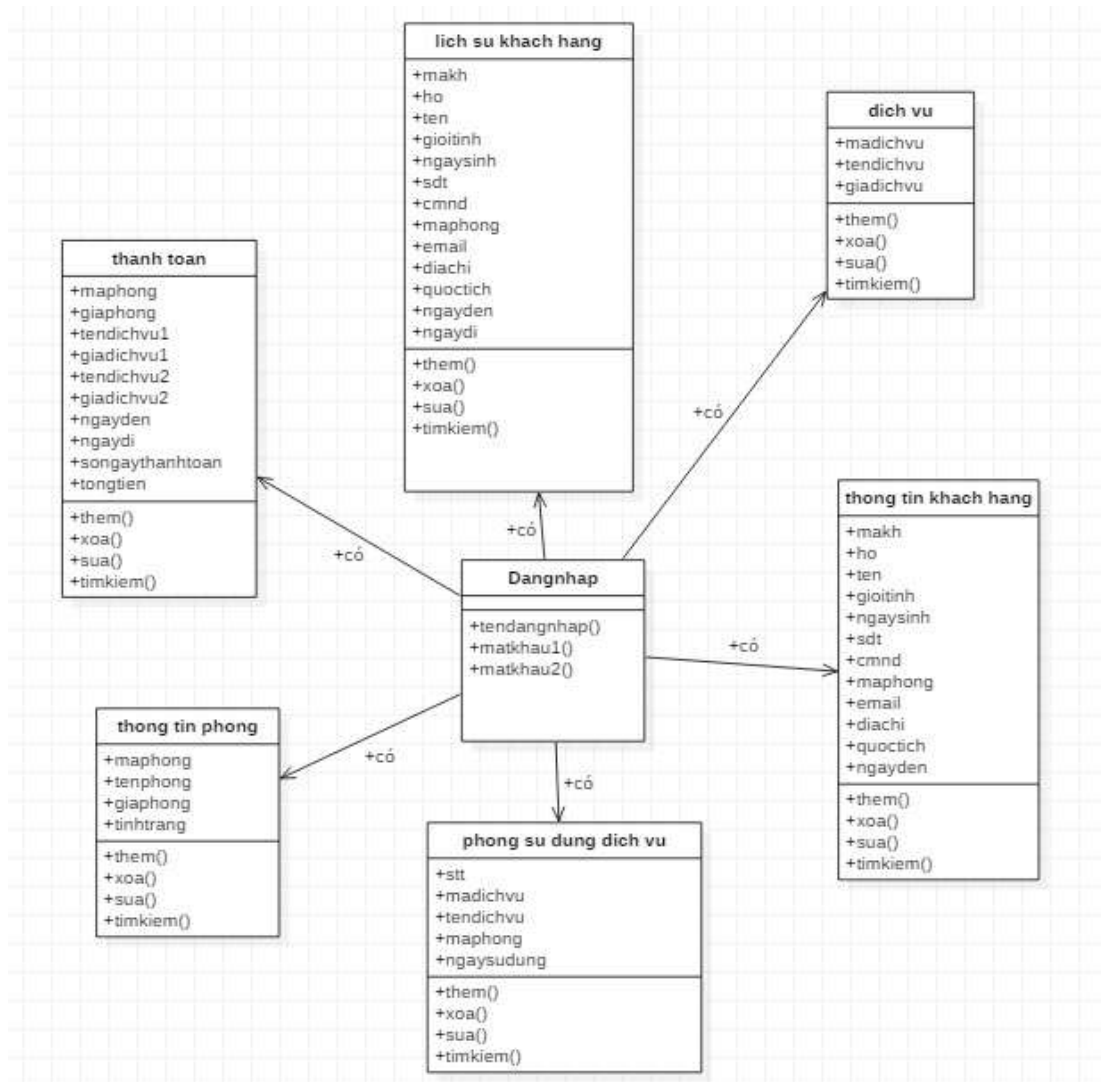 lich su khach hang
+makh
+ho
+ten
+gioitinh
+ngaysinh
+sdt
+cmnd
+maphong
+email
+diachi
+quoctich
+ngayden
+ngaydi
+them()
+xoa()
+sua()
+timkiem()
dich vu
+madichvu
+tendichvu
+giadichvu
+them()
+xoa()
+sua()
+timkiem()
thanh toan
+maphong
+giaphong
+tendichvu1
+giadichvu1
+tendichvu2
+giadichvu2
+ngayden
+ngaydi
+songaythanhtoan
+tongtien
+them()
+xoa()
+sua()
+timkiem()
+có
+có
+có
Dangnhap
+tendangnhap()
+matkhau1()
+matkhau2()
+có
+có
+có
thong tin khach hang
+makh
+ho
+ten
+gioitinh
+ngaysinh
+sdt
+cmnd
+maphong
+email
+diachi
+quoctich
+ngayden
+them()
+xoa()
+sua()
+timkiem()
thong tin phong
+maphong
+tenphong
+giaphong
+tinhtrang
+them()
+xoa()
+sua()
+timkiem()
phong su dung dich vu
+stt
+madichvu
+tendichvu
+maphong
+ngaysudung
+them()
+xoa()
+sua()
+timkiem()